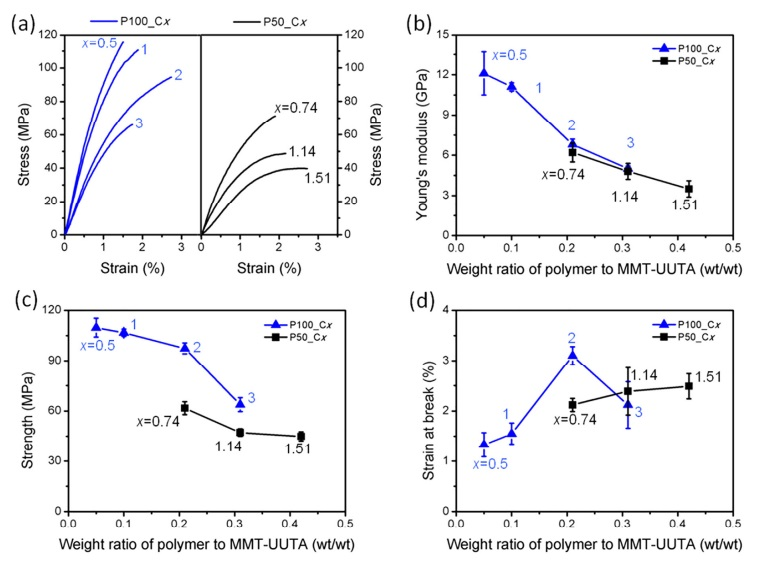 (a)
P100_Cx
P50_Cx
x=0.5
1
2
3
x=0.74
1.14
1.51
120
100
80
60
40
20
0
Stress (MPa)
0 1 2 3
Strain (%)
0 1 2 3
Strain (%)
120
100
80
60
40
20
0
Stress (MPa)
(b)
P100_Cx
P50_Cx
x=0.5
1
2
3
x=0.74
1.14
1.51
15
12
9
6
3
0
Young's modulus (GPa)
0.0 0.1 0.2 0.3 0.4 0.5
Weight ratio of polymer to MMT-UUTA (wt/wt)
(c)
P100_Cx
P50_Cx
x=0.5
1
2
3
x=0.74
1.14
1.51
120
90
60
30
0
Strength (MPa)
0.0 0.1 0.2 0.3 0.4 0.5
Weight ratio of polymer to MMT-UUTA (wt/wt)
(d)
P100_Cx
P50_Cx
x=0.5
1
2
3
x=0.74
1.14
1.51
4
3
2
1
0
Strain at break (%)
0.0 0.1 0.2 0.3 0.4 0.5
Weight ratio of polymer to MMT-UUTA (wt/wt)